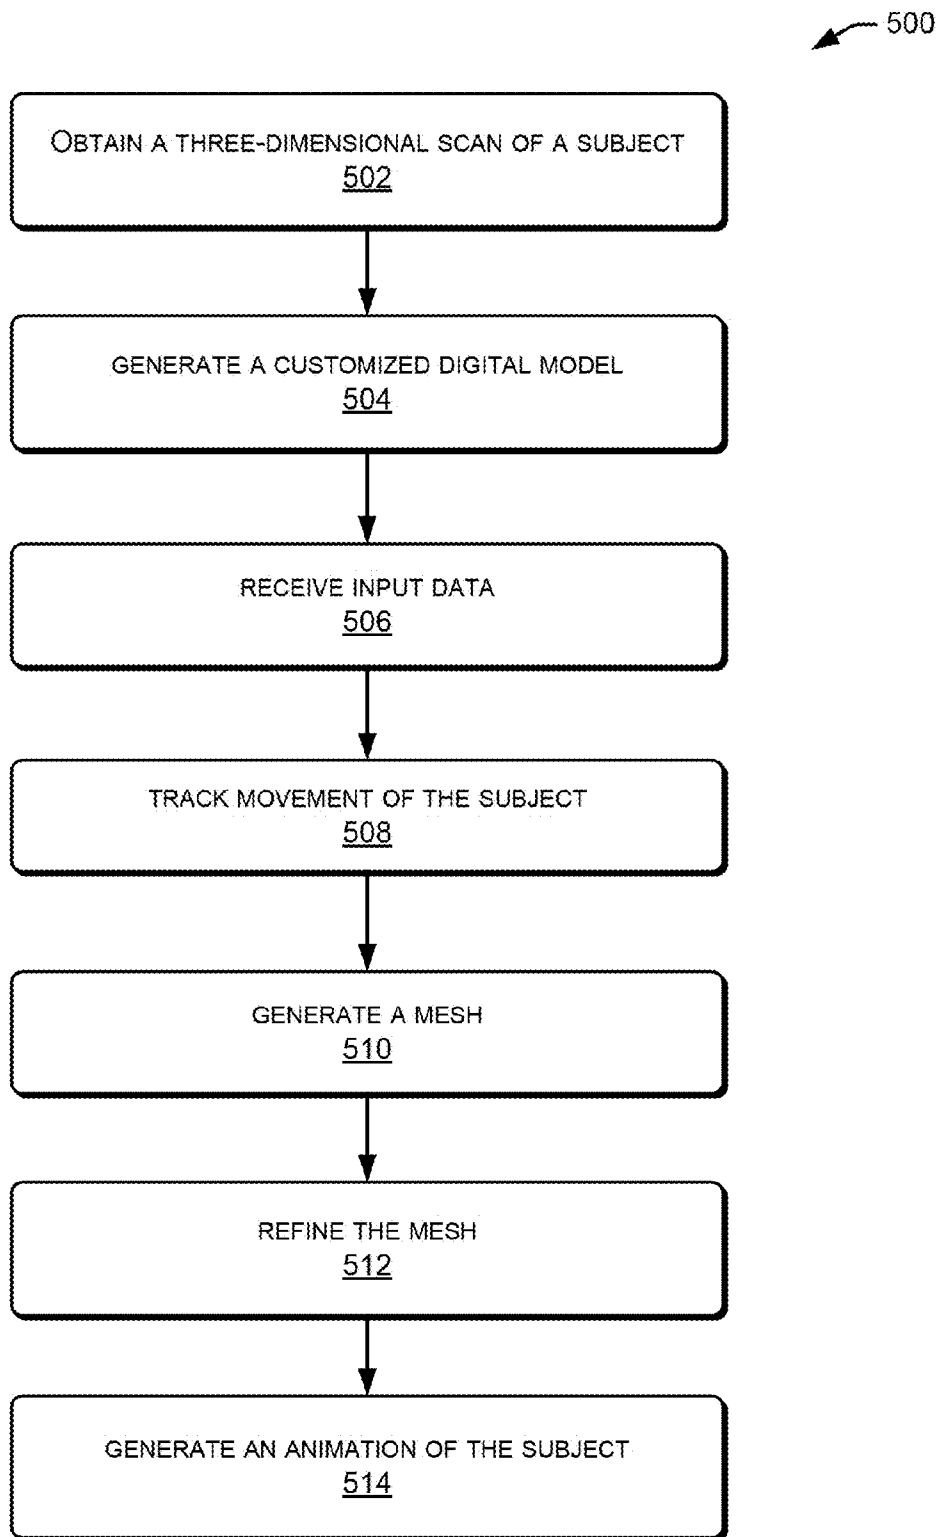 500
OBTAIN A THREE-DIMENSIONAL SCAN OF A SUBJECT
502
GENERATE A CUSTOMIZED DIGITAL MODEL
504
RECEIVE INPUT DATA
506
TRACK MOVEMENT OF THE SUBJECT
508
GENERATE A MESH
510
REFINE THE MESH
512
GENERATE AN ANIMATION OF THE SUBJECT
514